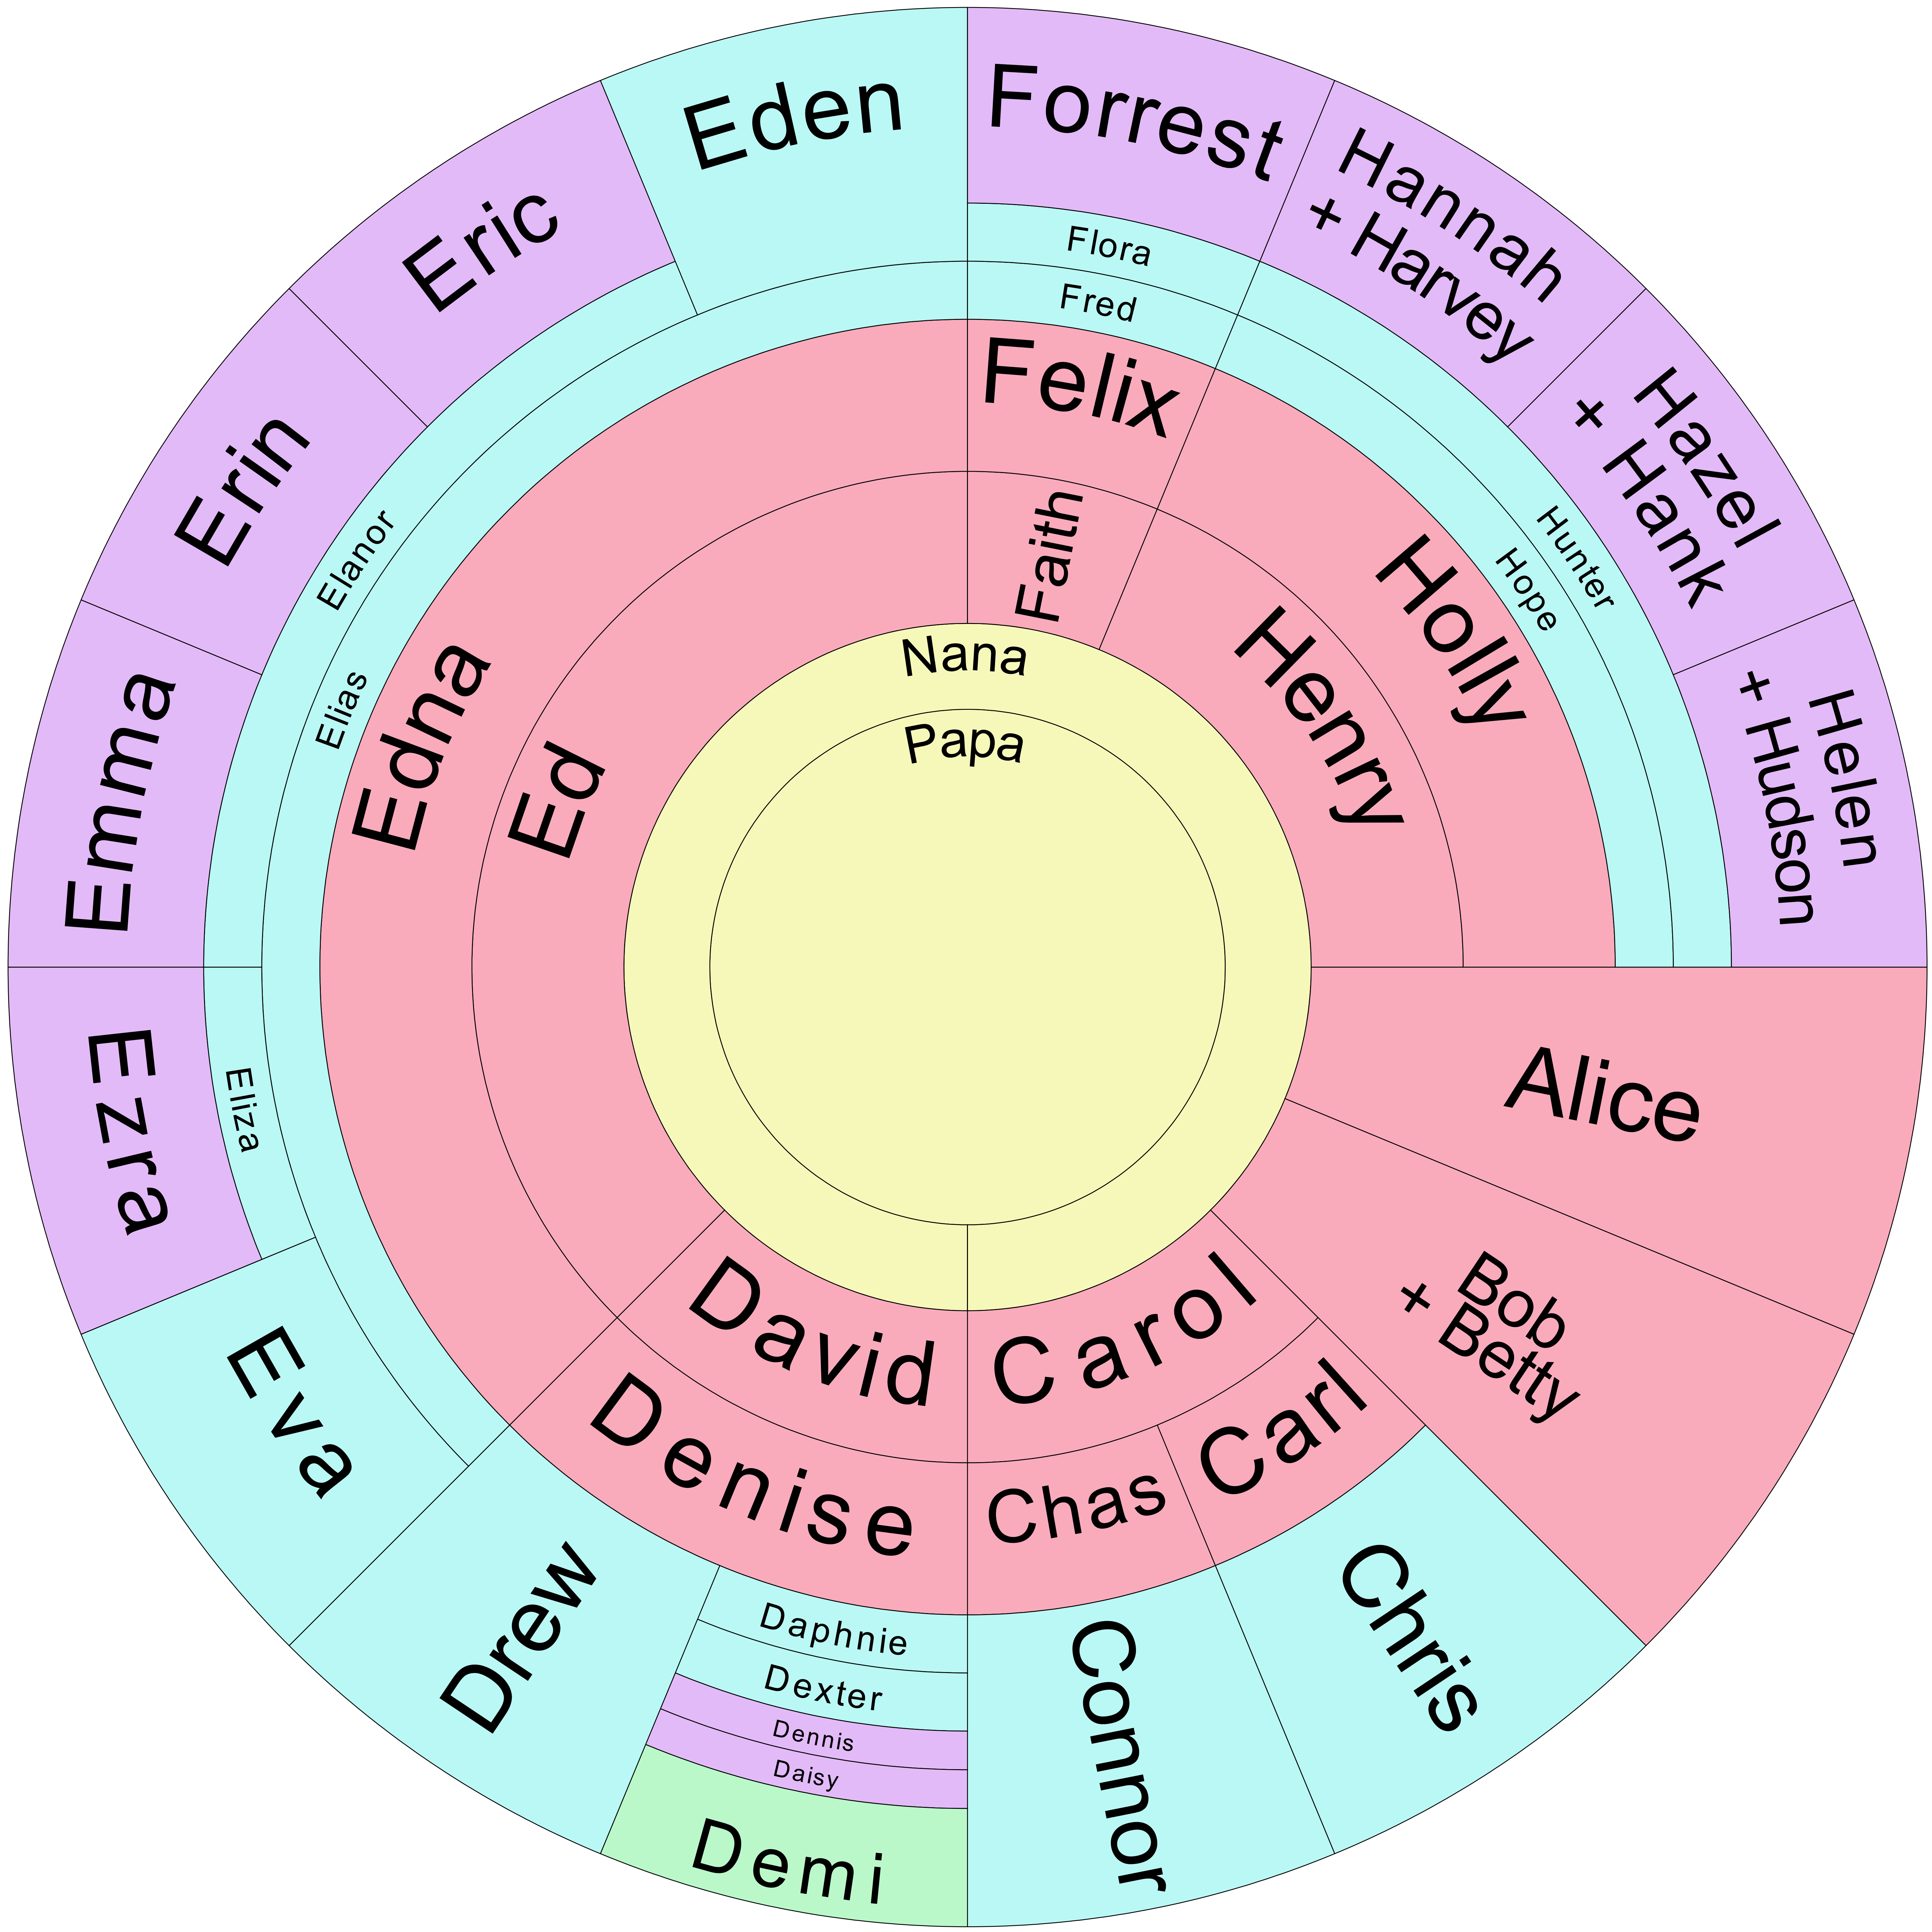 Nana
Papa
Alice
Bob
+ Betty
Carol
Carl
Chas
Chris
Connor
David
Denise
Daphnie
Dexter
Dennis
Daisy
Demi
Drew
Ed
Edna
Elias
Eva
Eliza
Ezra
Elanor
Emma
Erin
Eric
Eden
Faith
Felix
Fred
Flora
Forrest
Henry
Holly
Hope
Hunter
Hannah
+ Harvey
Hazel
+ Hank
Helen
+ Hudson